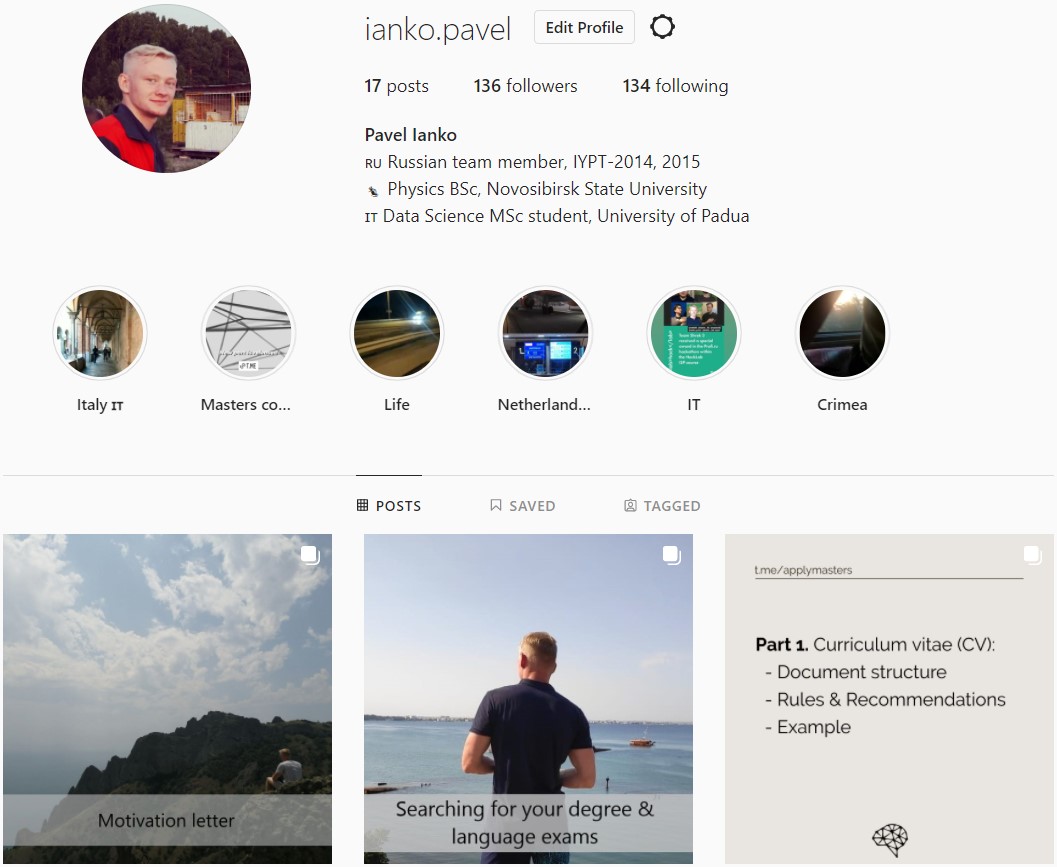 ianko.pavel Edit Profile
17 posts 136 followers 134 following
Pavel Ianko
RU Russian team member, IYPT-2014, 2015
Physics BSc, Novosibirsk State University
IT Data Science MSc student, University of Padua
Italy IT
Masters co...
Life
Netherland...
IT
Crimea
POSTS SAVED TAGGED
Motivation letter
Searching for your degree &
language exams
t.me/applymasters
Part 1. Curriculum vitae (CV):
- Document structure
- Rules & Recommendations
- Example